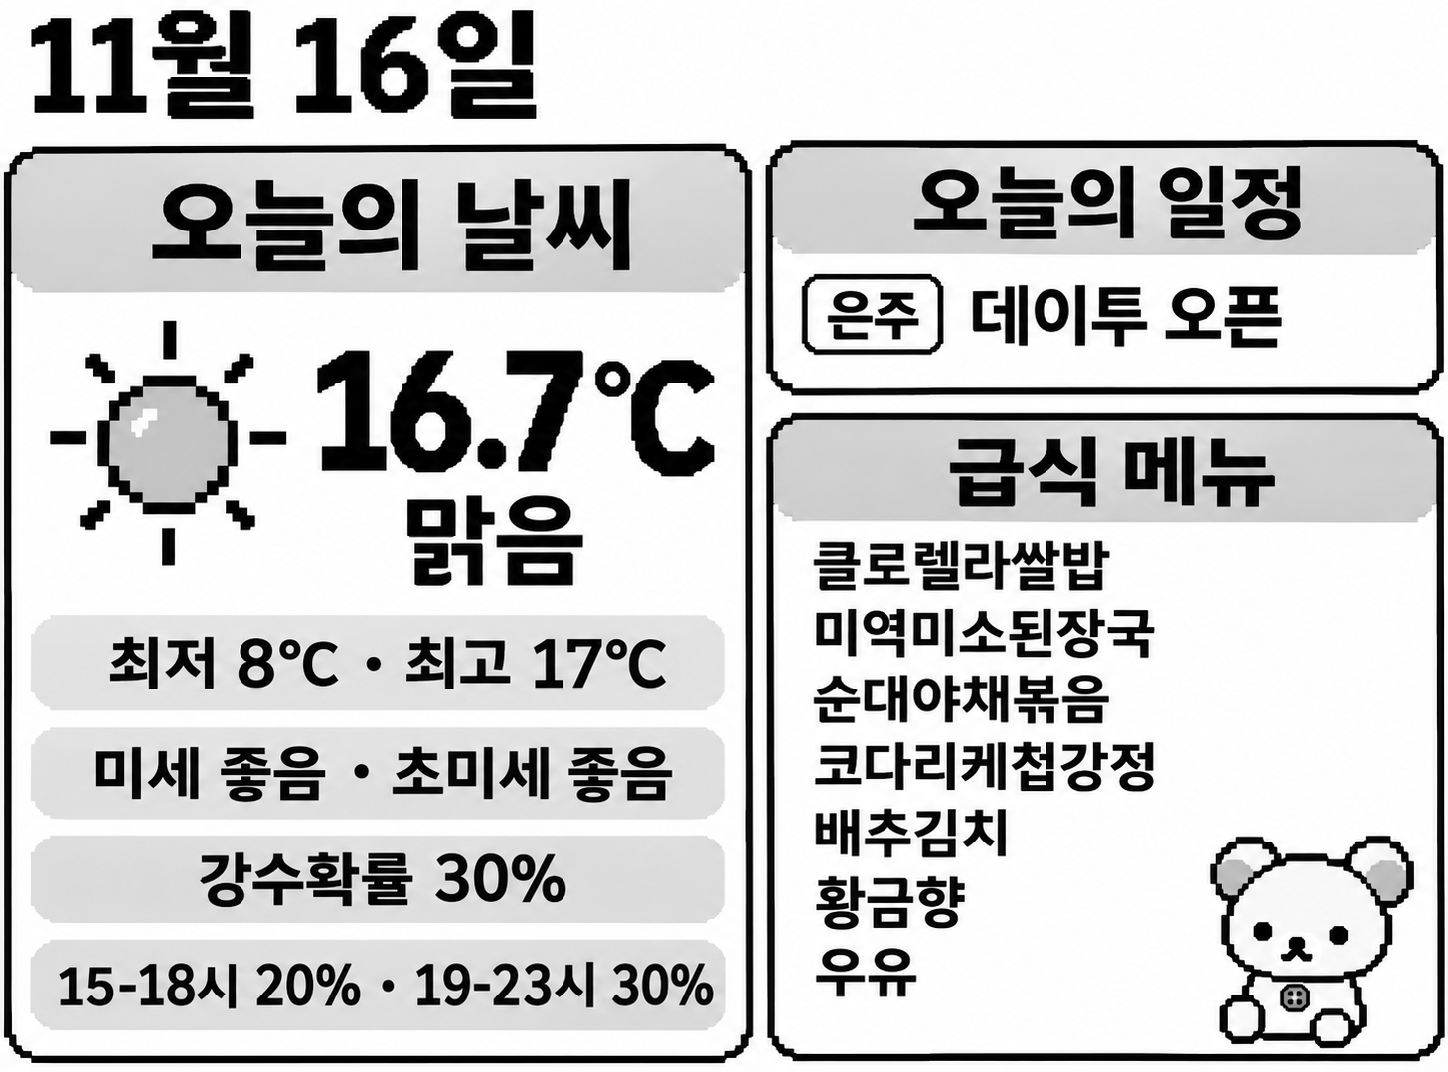 11월 16일
오늘의 날씨
16.7℃
맑음
최저 8℃ • 최고 17℃
미세 좋음 • 초미세 좋음
강수확률 30%
15-18시 20% • 19-23시 30%
오늘의 일정
은주 데이투 오픈
급식 메뉴
클로렐라쌀밥
미역미소된장국
순대야채볶음
코다리케첩강정
배추김치
황금향
우유